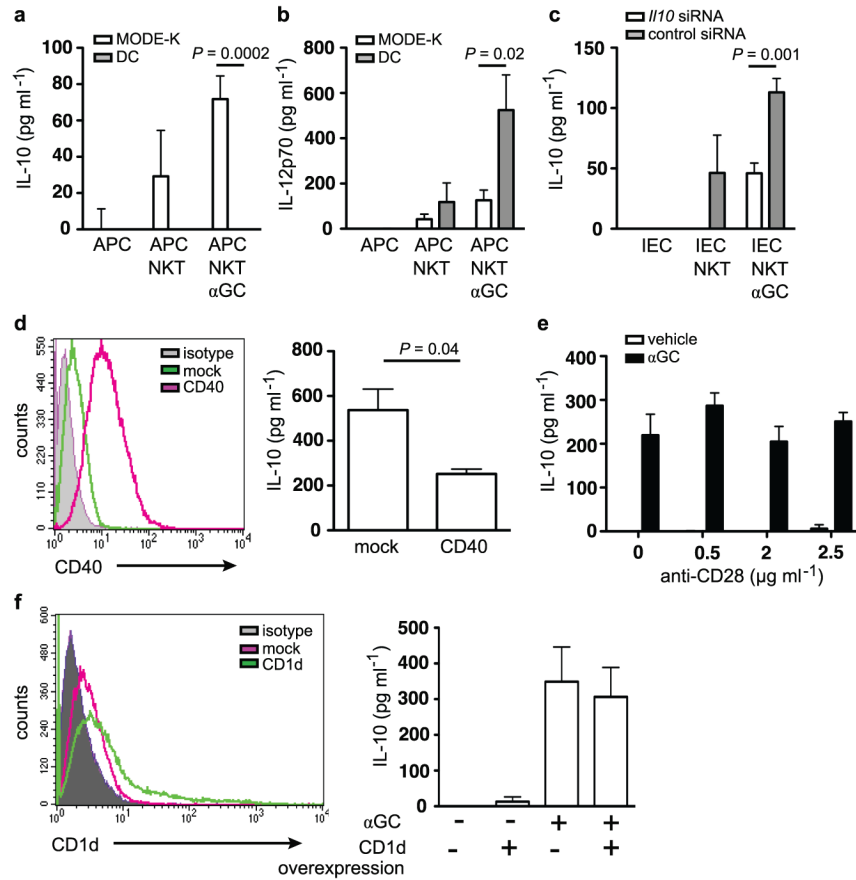 a
MODE-K
DC
P = 0.0002
IL-10 (pg ml-1)
100
80
60
40
20
0
APC APC APC
NKT NKT
αGC
b
MODE-K
DC
P = 0.02
IL-12p70 (pg ml-1)
800
600
400
200
0
APC APC APC
NKT NKT
αGC
c
Il10 siRNA
control siRNA
P = 0.001
IL-10 (pg ml-1)
150
100
50
0
IEC IEC IEC
NKT NKT
αGC
d
isotype
mock
CD40
counts
550
440
330
220
110
0
10^0 10^1 10^2 10^3 10^4
CD40
P = 0.04
IL-10 (pg ml-1)
800
600
400
200
0
mock CD40
e
vehicle
αGC
IL-10 (pg ml-1)
400
300
200
100
0
0 0.5 2 2.5
anti-CD28 (μg ml-1)
f
isotype
mock
CD1d
counts
600
480
360
240
120
0
10^0 10^1 10^2 10^3 10^4
CD1d
IL-10 (pg ml-1)
500
400
300
200
100
0
αGC - - + +
CD1d - + - +
overexpression